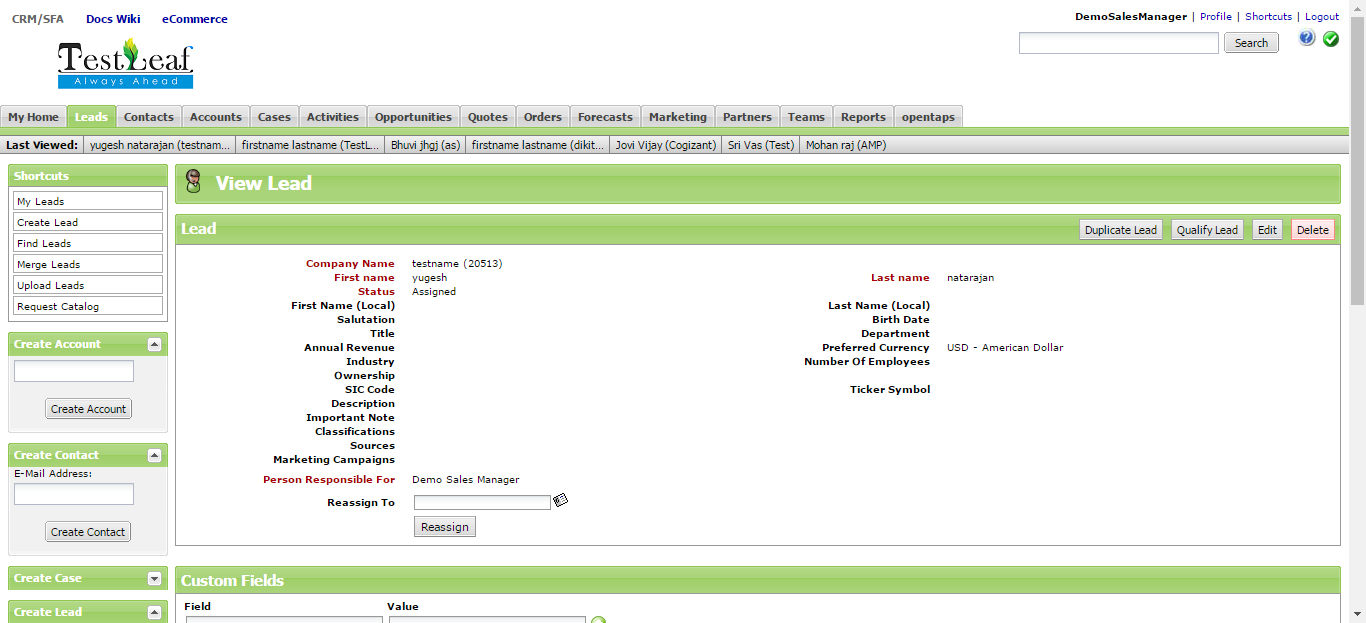 CRM/SFA Docs Wiki eCommerce
DemoSalesManager | Profile | Shortcuts | Logout
TestLeaf
Always Ahead
Search
My Home Leads Contacts Accounts Cases Activities Opportunities Quotes Orders Forecasts Marketing Partners Teams Reports opentaps
Last Viewed: yugesh natarajan (testnam... firstname lastname (TestL... Bhuvi jhgj (as) firstname lastname (dikit... Jovi Vijay (Cogizant) Sri Vas (Test) Mohan raj (AMP)
Shortcuts
My Leads
Create Lead
Find Leads
Merge Leads
Upload Leads
Request Catalog
Create Account
Create Account
Create Contact
E-Mail Address:
Create Contact
Create Case
Create Lead
View Lead
Lead Duplicate Lead Qualify Lead Edit Delete
Company Name testname (20513)
First name yugesh Last name natarajan
Status Assigned
First Name (Local) Last Name (Local)
Salutation Birth Date
Title Department
Annual Revenue Preferred Currency USD - American Dollar
Industry Number Of Employees
Ownership
SIC Code Ticker Symbol
Description
Important Note
Classifications
Sources
Marketing Campaigns
Person Responsible For Demo Sales Manager
Reassign To
Reassign
Custom Fields
Field Value